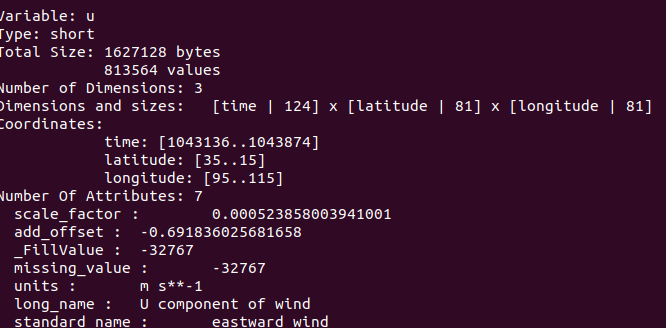 Variable: u
Type: short
Total Size: 1627128 bytes
813564 values
Number of Dimensions: 3
Dimensions and sizes: [time | 124] x [latitude | 81] x [longitude | 81]
Coordinates:
time: [1043136..1043874]
latitude: [35..15]
longitude: [95..115]
Number Of Attributes: 7
scale_factor : 0.000523858003941001
add_offset : -0.691836025681658
_FillValue : -32767
missing_value : -32767
units : m s**-1
long_name : U component of wind
standard_name : eastward_wind